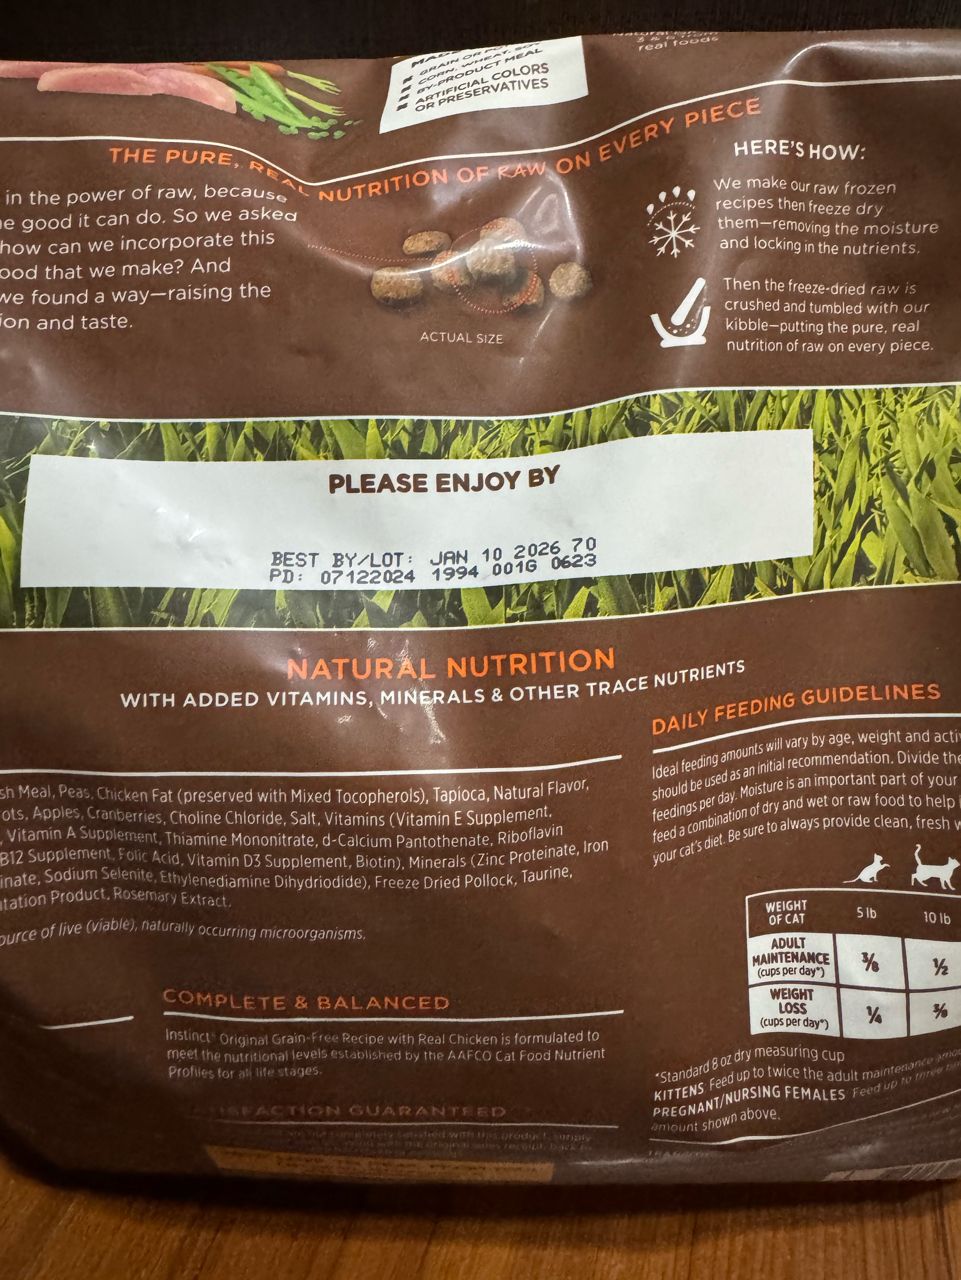 GRAIN OR
CORN, WHEAT, SOY
BY-PRODUCT MEAL
ARTIFICIAL COLORS
OR PRESERVATIVES
real foods
THE PURE, REAL NUTRITION OF RAW ON EVERY PIECE
in the power of raw, because
good it can do. So we asked
how can we incorporate this
ood that we make? And
we found a way—raising the
ion and taste.
ACTUAL SIZE
HERE'S HOW:
We make our raw frozen
recipes then freeze dry
them—removing the moisture
and locking in the nutrients.
Then the freeze-dried raw is
crushed and tumbled with our
kibble—putting the pure, real
nutrition of raw on every piece.
PLEASE ENJOY BY
BEST BY/LOT: JAN 10 2026 70
PD: 07122024 1994 001G 0623
NATURAL NUTRITION
WITH ADDED VITAMINS, MINERALS & OTHER TRACE NUTRIENTS
sh Meal, Peas, Chicken Fat (preserved with Mixed Tocopherols), Tapioca, Natural Flavor,
ots, Apples, Cranberries, Choline Chloride, Salt, Vitamins (Vitamin E Supplement,
, Vitamin A Supplement, Thiamine Mononitrate, d-Calcium Pantothenate, Riboflavin
B12 Supplement, Folic Acid, Vitamin D3 Supplement, Biotin), Minerals (Zinc Proteinate, Iron
inate, Sodium Selenite, Ethylenediamine Dihydriodide), Freeze Dried Pollock, Taurine,
tation Product, Rosemary Extract.
ource of live (viable), naturally occurring microorganisms.
COMPLETE & BALANCED
Instinct® Original Grain-Free Recipe with Real Chicken is formulated to
meet the nutritional levels established by the AAFCO Cat Food Nutrient
Profiles for all life stages.
SFACTION GUARANTEED
DAILY FEEDING GUIDELINES
Ideal feeding amounts will vary by age, weight and acti
should be used as an initial recommendation. Divide the
feedings per day. Moisture is an important part of your
feed a combination of dry and wet or raw food to help
your cat's diet. Be sure to always provide clean, fresh w
WEIGHT OF CAT 5 lb 10 lb
ADULT MAINTENANCE (cups per day*) ⅜ ½
WEIGHT LOSS (cups per day*) ¼ ⅜
*Standard 8 oz dry measuring cup
KITTENS Feed up to twice the adult maintenance
PREGNANT/NURSING FEMALES Feed up to three
amount shown above.